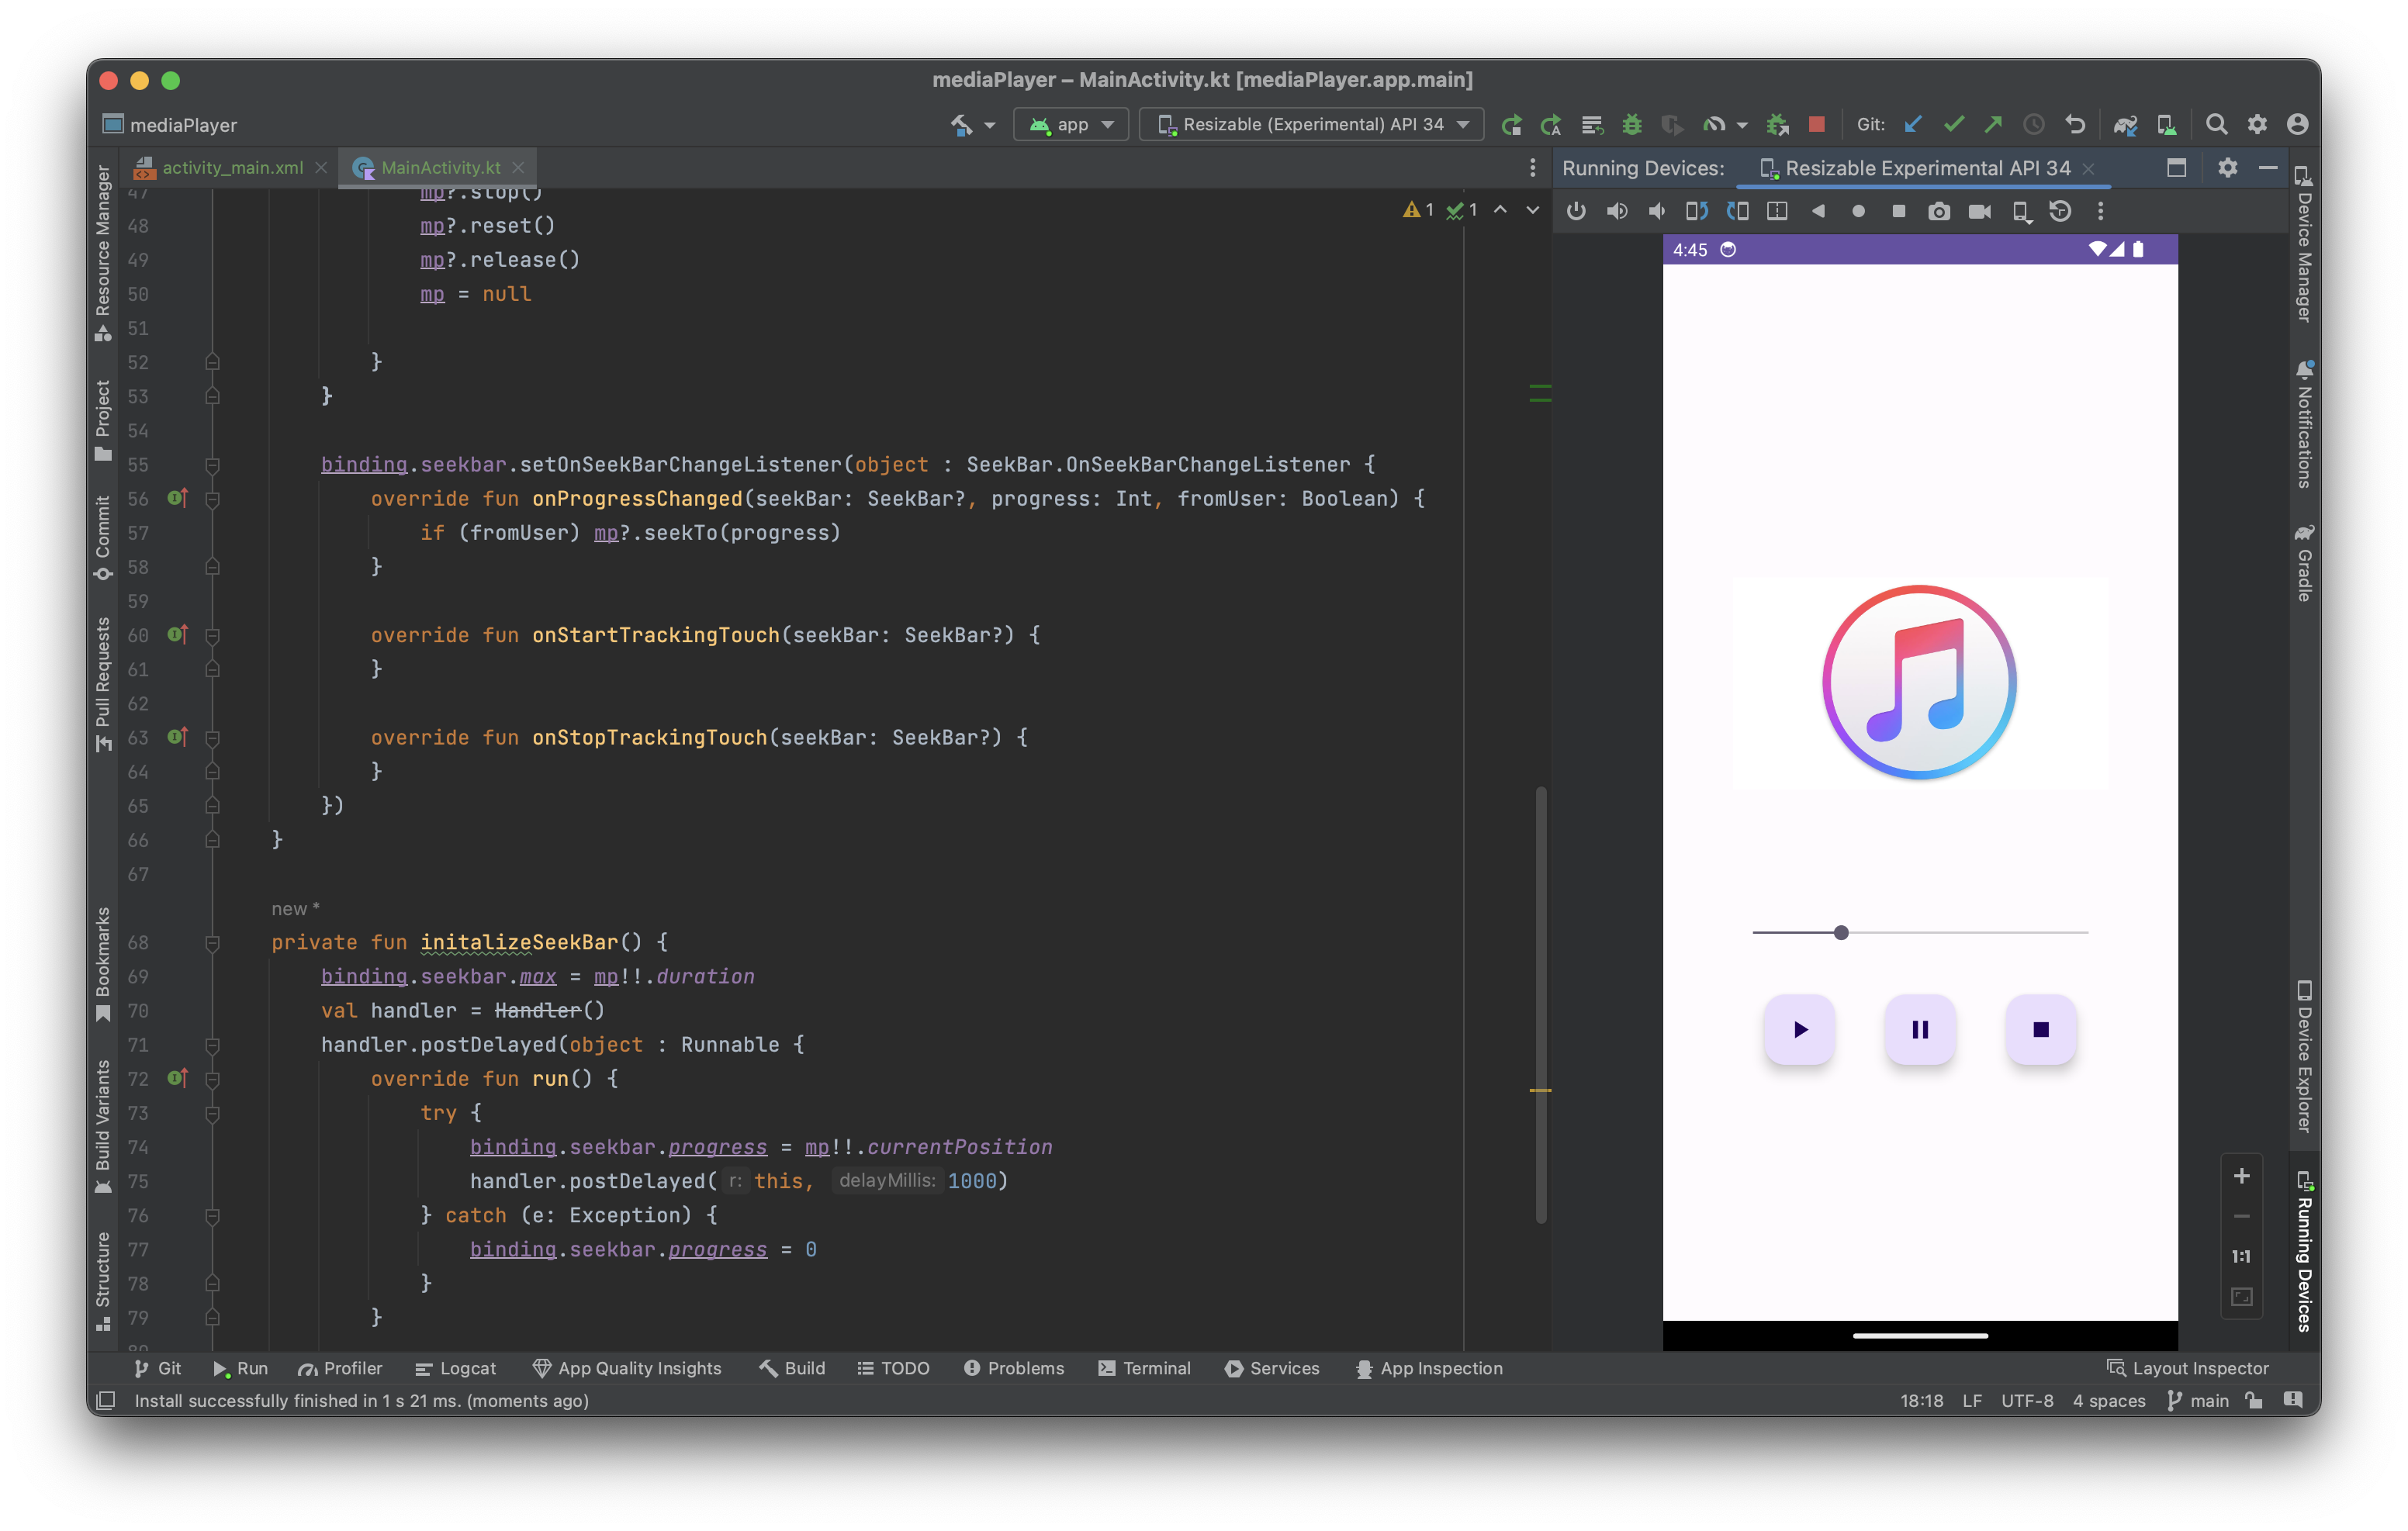 mediaPlayer – MainActivity.kt [mediaPlayer.app.main]
mediaPlayer
app
Resizable (Experimental) API 34
Git:
activity_main.xml
MainActivity.kt
Running Devices:
Resizable Experimental API 34
Resource Manager
Project
Commit
Pull Requests
Bookmarks
Build Variants
Structure
1 1
47 mp?.stop()
48 mp?.reset()
49 mp?.release()
50 mp = null
51
52 }
53 }
54
55 binding.seekbar.setOnSeekBarChangeListener(object : SeekBar.OnSeekBarChangeListener {
56 override fun onProgressChanged(seekBar: SeekBar?, progress: Int, fromUser: Boolean) {
57 if (fromUser) mp?.seekTo(progress)
58 }
59
60 override fun onStartTrackingTouch(seekBar: SeekBar?) {
61 }
62
63 override fun onStopTrackingTouch(seekBar: SeekBar?) {
64 }
65 })
66 }
67
new *
68 private fun initalizeSeekBar() {
69 binding.seekbar.max = mp!!.duration
70 val handler = Handler()
71 handler.postDelayed(object : Runnable {
72 override fun run() {
73 try {
74 binding.seekbar.progress = mp!!.currentPosition
75 handler.postDelayed( r: this, delayMillis: 1000)
76 } catch (e: Exception) {
77 binding.seekbar.progress = 0
78 }
79 }
80
4:45
1:1
Device Manager
Notifications
Gradle
Device Explorer
Running Devices
Git
Run
Profiler
Logcat
App Quality Insights
Build
TODO
Problems
Terminal
Services
App Inspection
Layout Inspector
Install successfully finished in 1 s 21 ms. (moments ago)
18:18 LF UTF-8 4 spaces main